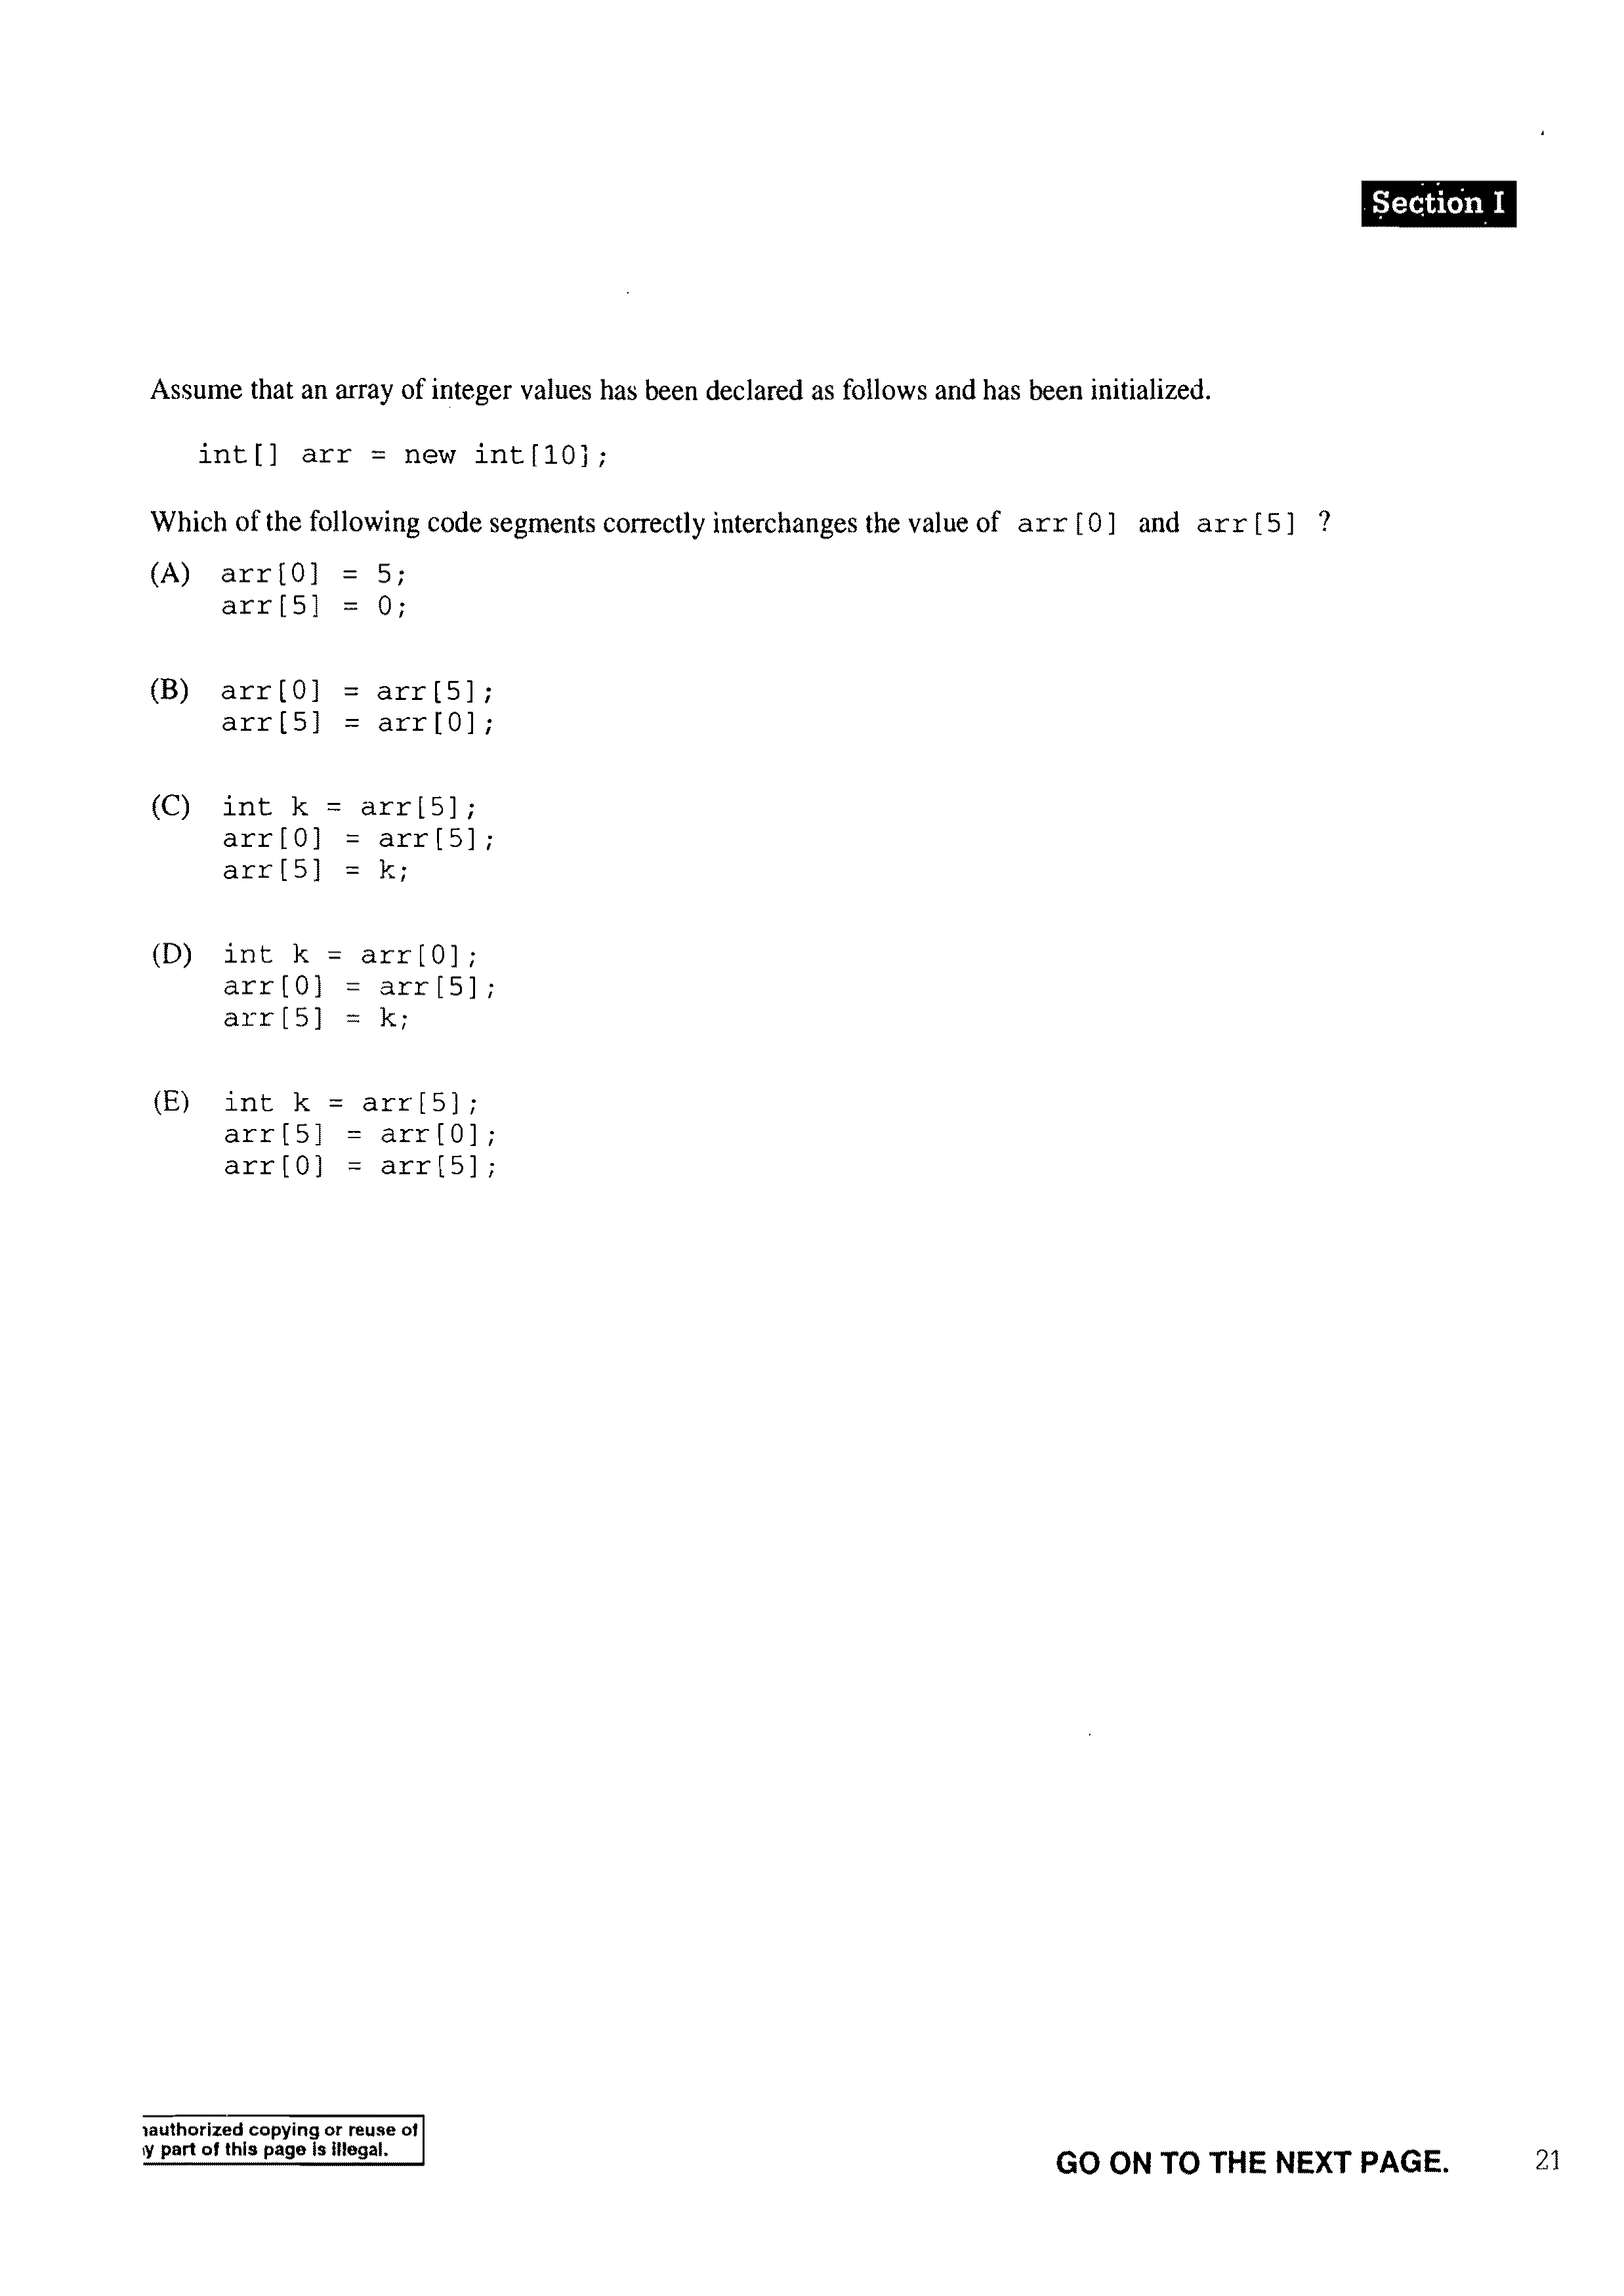 Section I
Assume that an array of integer values has been declared as follows and has been initialized.
int[] arr = new int[10];
Which of the following code segments correctly interchanges the value of arr[0] and arr[5] ?
(A) arr[0] = 5;
arr[5] = 0;
(B) arr[0] = arr[5];
arr[5] = arr[0];
(C) int k = arr[5];
arr[0] = arr[5];
arr[5] = k;
(D) int k = arr[0];
arr[0] = arr[5];
arr[5] = k;
(E) int k = arr[5];
arr[5] = arr[0];
arr[0] = arr[5];
authorized copying or reuse of
y part of this page is illegal.
GO ON TO THE NEXT PAGE. 21